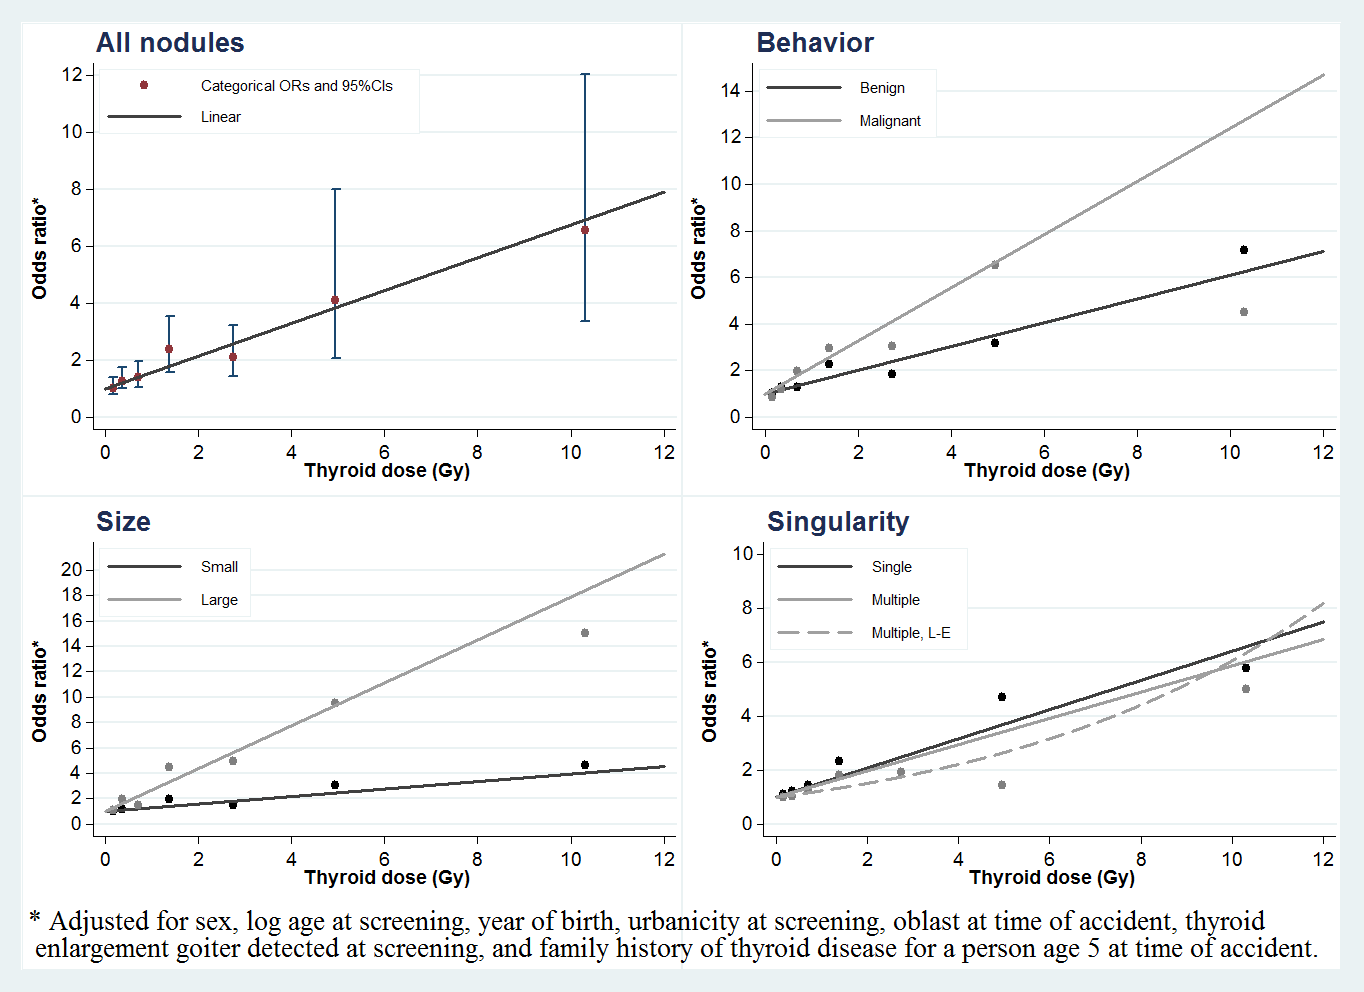 All nodules
Categorical ORs and 95%CIs
Linear
Odds ratio*
12
10
8
6
4
2
0
0 2 4 6 8 10 12
Thyroid dose (Gy)
Behavior
Benign
Malignant
Odds ratio*
14
12
10
8
6
4
2
0
0 2 4 6 8 10 12
Thyroid dose (Gy)
Size
Small
Large
Odds ratio*
20
18
16
14
12
10
8
6
4
2
0
0 2 4 6 8 10 12
Thyroid dose (Gy)
Singularity
Single
Multiple
Multiple, L-E
Odds ratio*
10
8
6
4
2
0
0 2 4 6 8 10 12
Thyroid dose (Gy)
* Adjusted for sex, log age at screening, year of birth, urbanicity at screening, oblast at time of accident, thyroid
enlargement goiter detected at screening, and family history of thyroid disease for a person age 5 at time of accident.